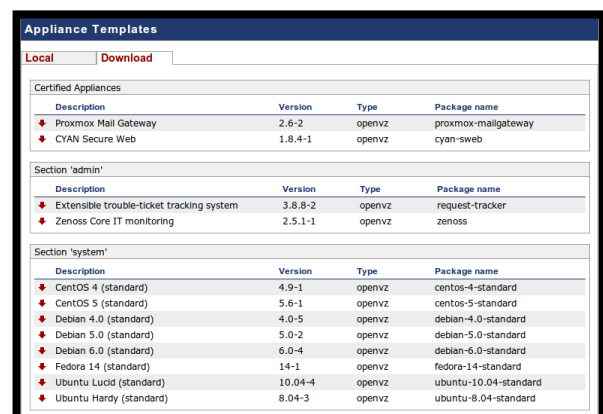 Appliance Templates
Local Download
Certified Appliances
Description Version Type Package name
Proxmox Mail Gateway 2.6-2 openvz proxmox-mailgateway
CYAN Secure Web 1.8.4-1 openvz cyan-sweb
Section 'admin'
Description Version Type Package name
Extensible trouble-ticket tracking system 3.8.8-2 openvz request-tracker
Zenoss Core IT monitoring 2.5.1-1 openvz zenoss
Section 'system'
Description Version Type Package name
CentOS 4 (standard) 4.9-1 openvz centos-4-standard
CentOS 5 (standard) 5.6-1 openvz centos-5-standard
Debian 4.0 (standard) 4.0-5 openvz debian-4.0-standard
Debian 5.0 (standard) 5.0-2 openvz debian-5.0-standard
Debian 6.0 (standard) 6.0-4 openvz debian-6.0-standard
Fedora 14 (standard) 14-1 openvz fedora-14-standard
Ubuntu Lucid (standard) 10.04-4 openvz ubuntu-10.04-standard
Ubuntu Hardy (standard) 8.04-3 openvz ubuntu-8.04-standard